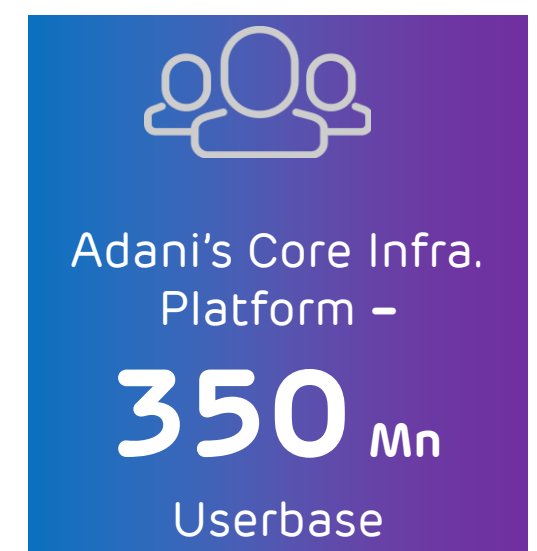 Adani's Core Infra.
Platform –
350 Mn
Userbase